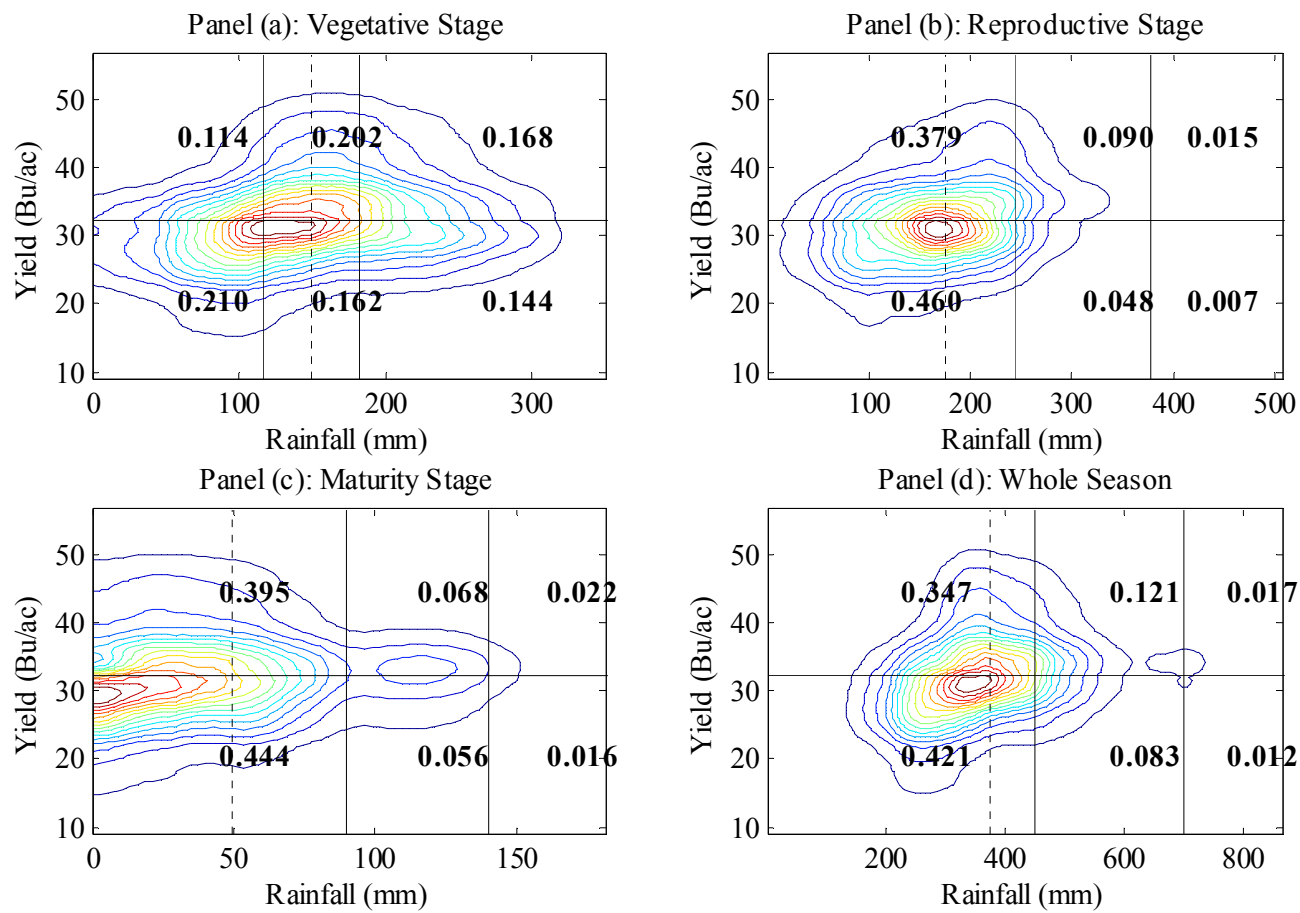 Panel (a): Vegetative Stage
Yield (Bu/ac)
50
40
30
20
10
0.114 0.202 0.168
0.210 0.162 0.144
0 100 200 300
Rainfall (mm)
Panel (b): Reproductive Stage
Yield (Bu/ac)
50
40
30
20
10
0.379 0.090 0.015
0.460 0.048 0.007
100 200 300 400 500
Rainfall (mm)
Panel (c): Maturity Stage
Yield (Bu/ac)
50
40
30
20
10
0.395 0.068 0.022
0.444 0.056 0.016
0 50 100 150
Rainfall (mm)
Panel (d): Whole Season
Yield (Bu/ac)
50
40
30
20
10
0.347 0.121 0.017
0.421 0.083 0.012
200 400 600 800
Rainfall (mm)